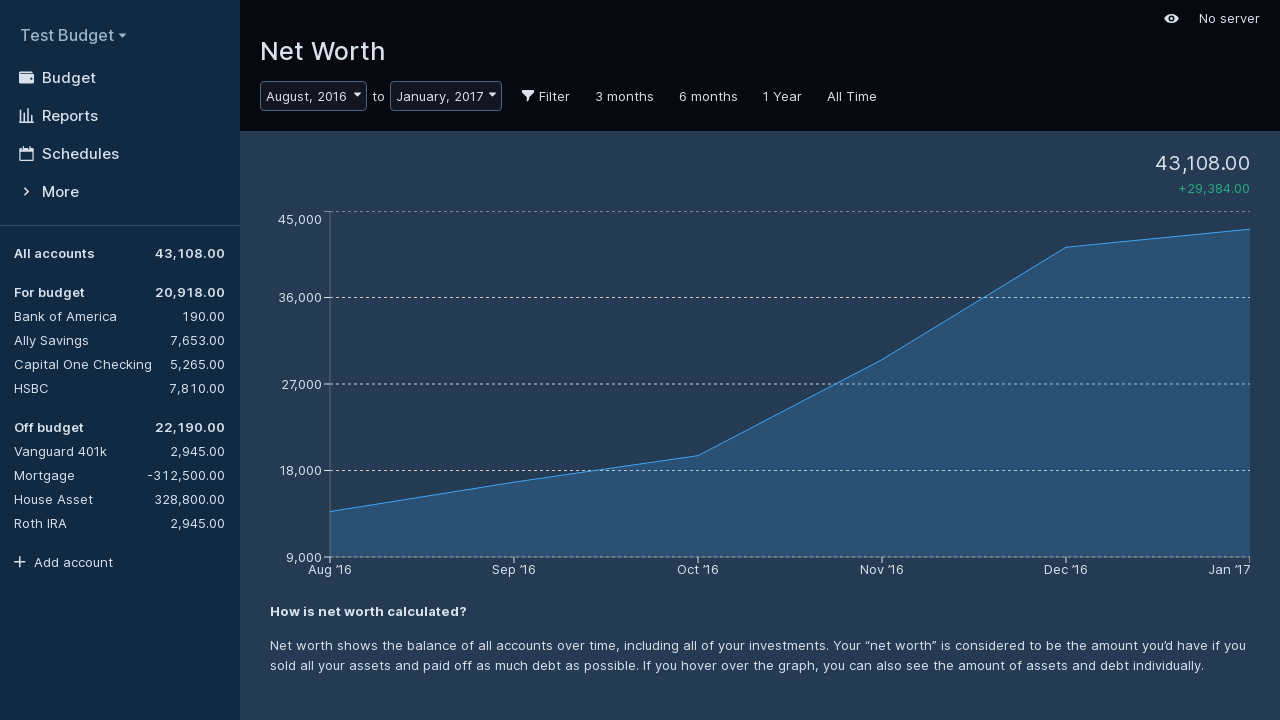 Test Budget
Budget
Reports
Schedules
More
All accounts 43,108.00
For budget 20,918.00
Bank of America 190.00
Ally Savings 7,653.00
Capital One Checking 5,265.00
HSBC 7,810.00
Off budget 22,190.00
Vanguard 401k 2,945.00
Mortgage -312,500.00
House Asset 328,800.00
Roth IRA 2,945.00
Add account
No server
Net Worth
August, 2016 to January, 2017 Filter 3 months 6 months 1 Year All Time
43,108.00
+29,384.00
45,000
36,000
27,000
18,000
9,000
Aug ’16 Sep ’16 Oct ’16 Nov ’16 Dec ’16 Jan ’17
How is net worth calculated?
Net worth shows the balance of all accounts over time, including all of your investments. Your “net worth” is considered to be the amount you’d have if you
sold all your assets and paid off as much debt as possible. If you hover over the graph, you can also see the amount of assets and debt individually.